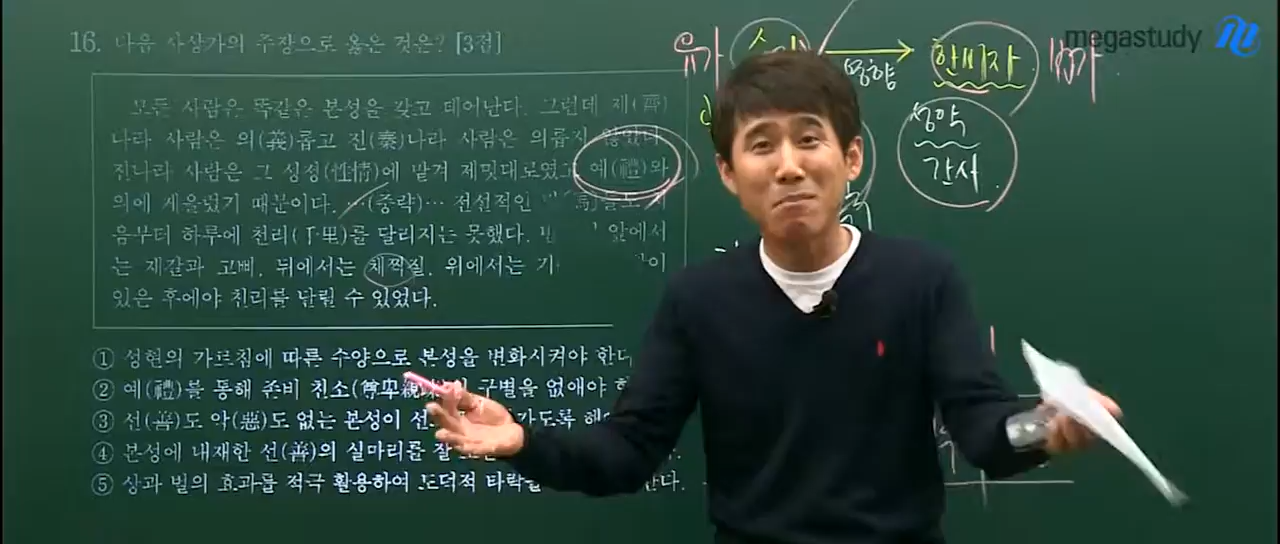 16. 다음 사상가의 주장으로 옳은 것은? [3점]
모든 사람은 똑같은 본성을 갖고 태어난다. 그런데 제(齊)
나라 사람은 의(義)롭고 진(秦)나라 사람은 의롭지 않았다.
진나라 사람은 그 성정(性情)에 맡겨 제멋대로였고 예(禮)와
의에 게을렀기 때문이다. …(중략)… 전설적인
음부터 하루에 천리(千里)를 달리지는 못했다. 앞에서
는 재갈과 고삐, 뒤에서는 채찍질, 위에서는
있은 후에야 천리를 달릴 수 있었다.
① 성현의 가르침에 따른 수양으로 본성을 변화시켜야 한다
② 예(禮)를 통해 존비 친소(尊卑親 구별을 없애야
③ 선(善)도 악(惡)도 없는 본성이
④ 본성에 내재한 선(善)의 실마리를 잘
⑤ 상과 벌의 효과를 적극 활용하여 도덕적 타락을
유가
영향
한비자
법가
성악
간사
megastudy